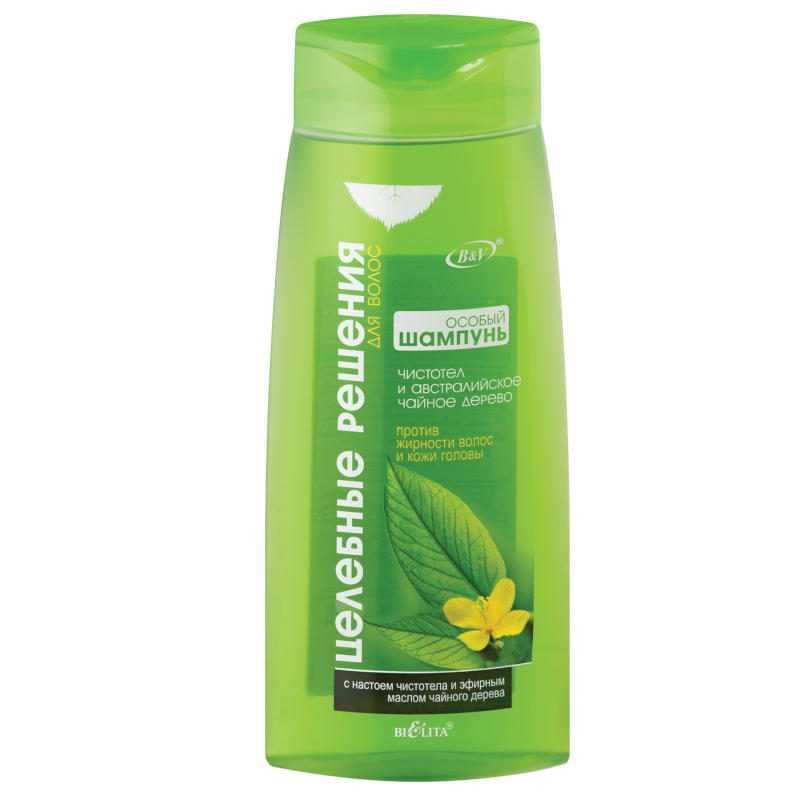 ЦЕЛЕБНЫЕ РЕШЕНИЯ
ДЛЯ ВОЛОС
B&V®
ОСОБЫЙ
ШАМПУНЬ
ЧИСТОТЕЛ
И АВСТРАЛИЙСКОЕ
ЧАЙНОЕ ДЕРЕВО
ПРОТИВ
ЖИРНОСТИ ВОЛОС
И КОЖИ ГОЛОВЫ
С НАСТОЕМ ЧИСТОТЕЛА И ЭФИРНЫМ
МАСЛОМ ЧАЙНОГО ДЕРЕВА
BIELITA®